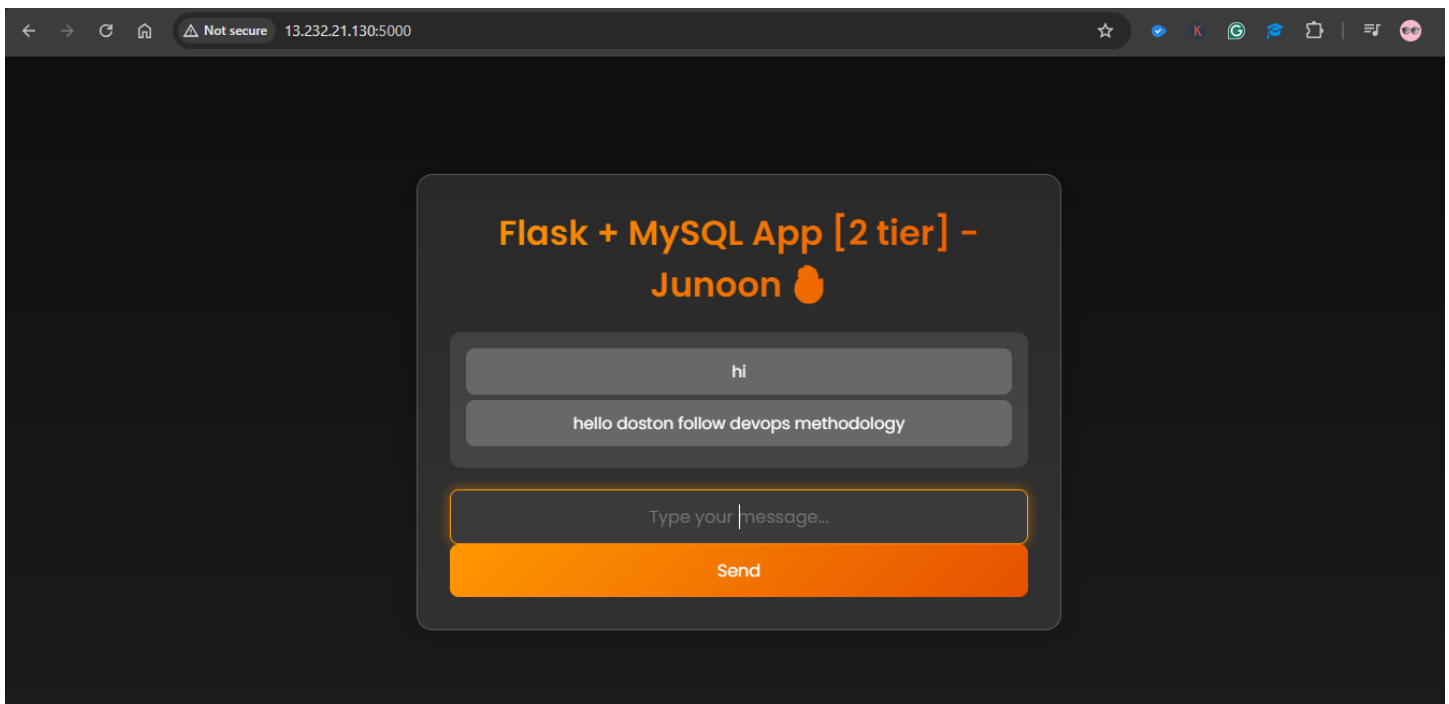 Not secure 13.232.21.130:5000
K
Flask + MySQL App [2 tier] -
Junoon
hi
hello doston follow devops methodology
Type your message...
Send